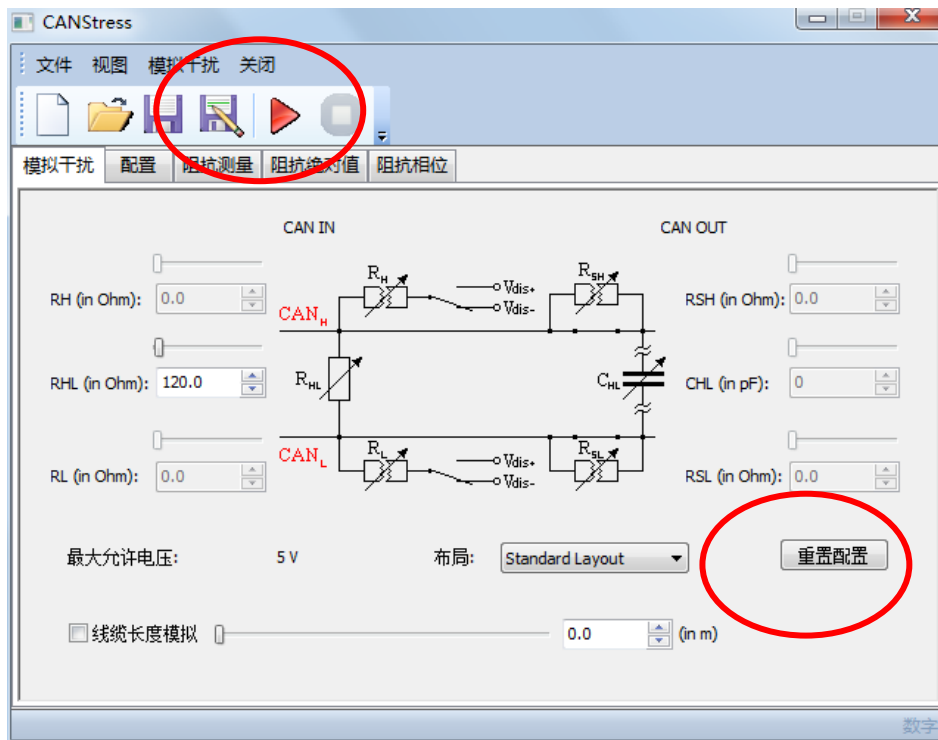 CANStress
文件 视图 模拟干扰 关闭
模拟干扰 配置 阻抗测量 阻抗绝对值 阻抗相位
CAN IN CAN OUT
RH (in Ohm): 0.0
RH
Vdis+
Vdis-
CANH
RSH
RSH (in Ohm): 0.0
RHL (in Ohm): 120.0
RHL
CHL
CHL (in pF): 0
RL (in Ohm): 0.0
CANL
RL
Vdis+
Vdis-
RSL
RSL (in Ohm): 0.0
最大允许电压: 5 V 布局: Standard Layout 重置配置
线缆长度模拟 0.0 (in m)
数字